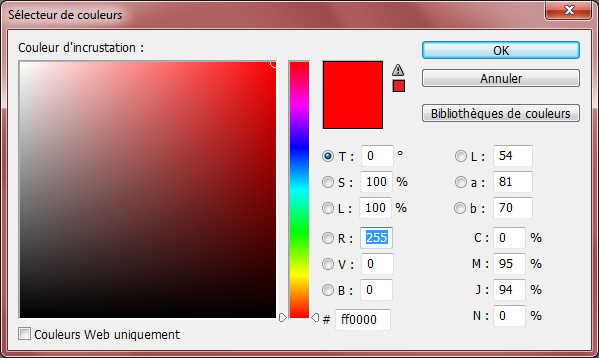 Sélecteur de couleurs
Couleur d'incrustation :
OK
Annuler
Bibliothèques de couleurs
T : 0 °
S : 100 %
L : 100 %
R : 255
V : 0
B : 0
# ff0000
L : 54
a : 81
b : 70
C : 0 %
M : 95 %
J : 94 %
N : 0 %
Couleurs Web uniquement